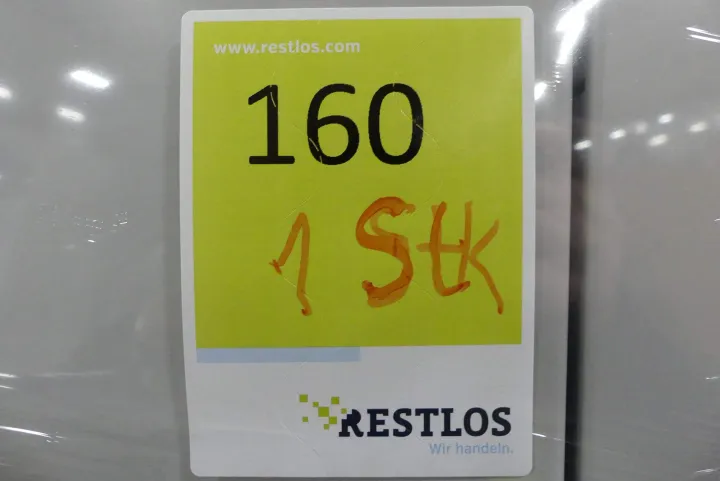 www.restlos.com
160
1 Stk
RESTLOS
Wir handeln.